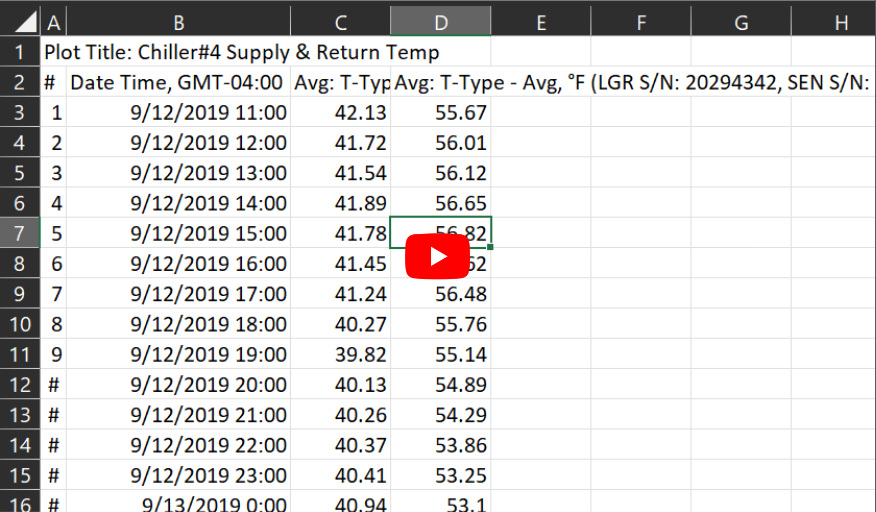 A B C D E F G H
1 Plot Title: Chiller#4 Supply & Return Temp
2 # Date Time, GMT-04:00 Avg: T-Typ Avg: T-Type - Avg, °F (LGR S/N: 20294342, SEN S/N:
3 1 9/12/2019 11:00 42.13 55.67
4 2 9/12/2019 12:00 41.72 56.01
5 3 9/12/2019 13:00 41.54 56.12
6 4 9/12/2019 14:00 41.89 56.65
7 5 9/12/2019 15:00 41.78 56.82
8 6 9/12/2019 16:00 41.45
9 7 9/12/2019 17:00 41.24 56.48
10 8 9/12/2019 18:00 40.27 55.76
11 9 9/12/2019 19:00 39.82 55.14
12 # 9/12/2019 20:00 40.13 54.89
13 # 9/12/2019 21:00 40.26 54.29
14 # 9/12/2019 22:00 40.37 53.86
15 # 9/12/2019 23:00 40.41 53.25
16 # 9/13/2019 0:00 40.94 53.1